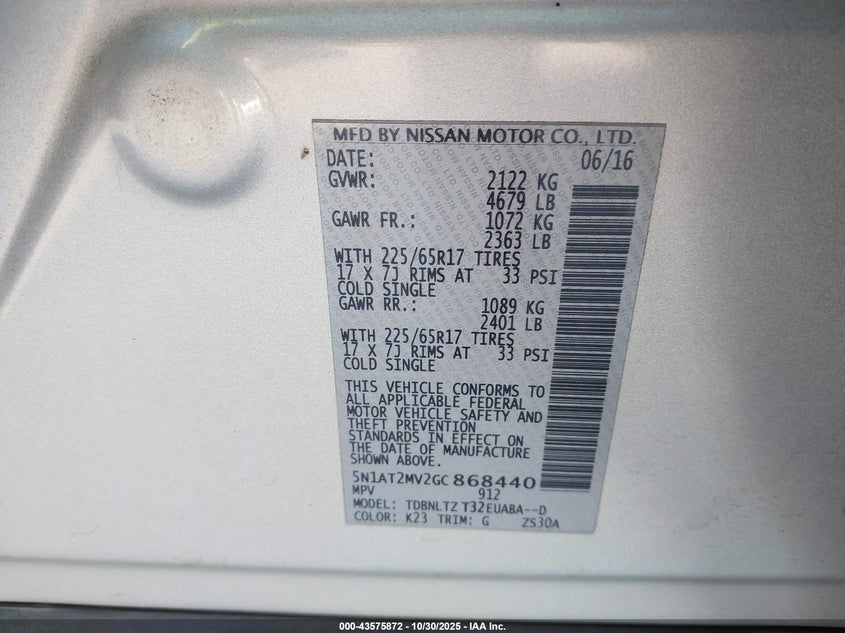 MFD BY NISSAN MOTOR CO., LTD.
DATE: 06/16
GVWR: 2122 KG
4679 LB
GAWR FR.: 1072 KG
2363 LB
WITH 225/65R17 TIRES
17 X 7J RIMS AT 33 PSI
COLD SINGLE
GAWR RR.: 1089 KG
2401 LB
WITH 225/65R17 TIRES
17 X 7J RIMS AT 33 PSI
COLD SINGLE
THIS VEHICLE CONFORMS TO
ALL APPLICABLE FEDERAL
MOTOR VEHICLE SAFETY AND
THEFT PREVENTION
STANDARDS IN EFFECT ON
THE DATE OF MANUFACTURE
SHOWN ABOVE.
5N1AT2MV2GC868440
MPV 912
MODEL: TDBNLTZ T32EUABA--D
COLOR: K23 TRIM: G ZS30A
000-43575872 | 10/30/2025 - IAA Inc.